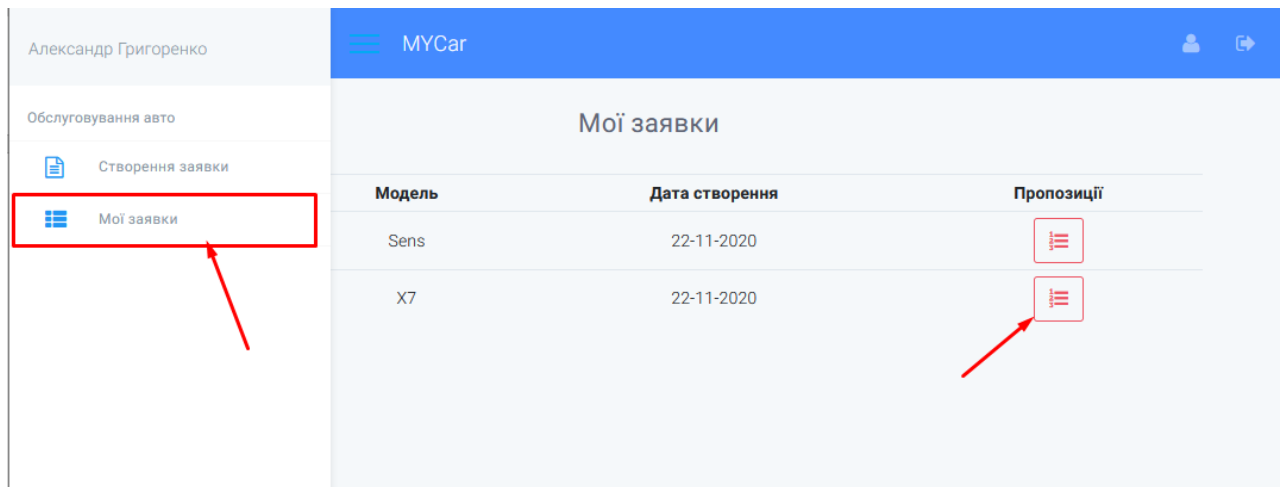 Александр Григоренко
MYCar
Обслуговування авто
Створення заявки
Мої заявки
Мої заявки
Модель Дата створення Пропозиції
Sens 22-11-2020
X7 22-11-2020